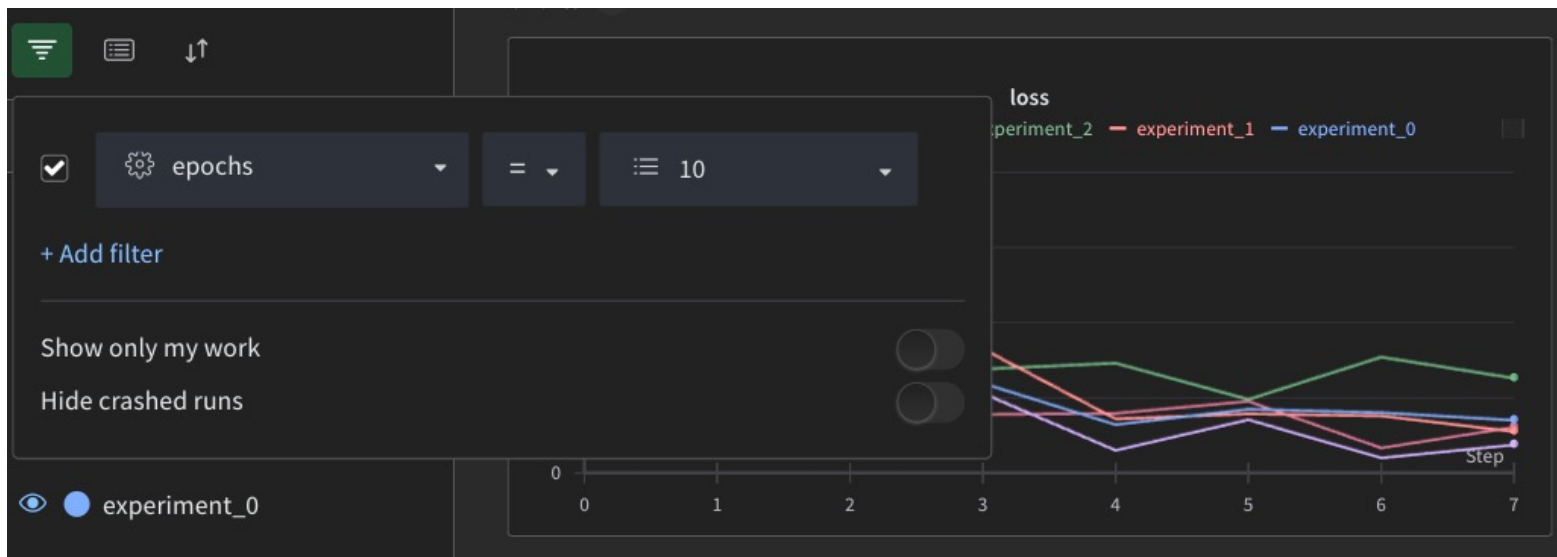 loss
periment_2 experiment_1 experiment_0
epochs = 10
+ Add filter
Show only my work
Hide crashed runs
Step
0
0 1 2 3 4 5 6 7
experiment_0